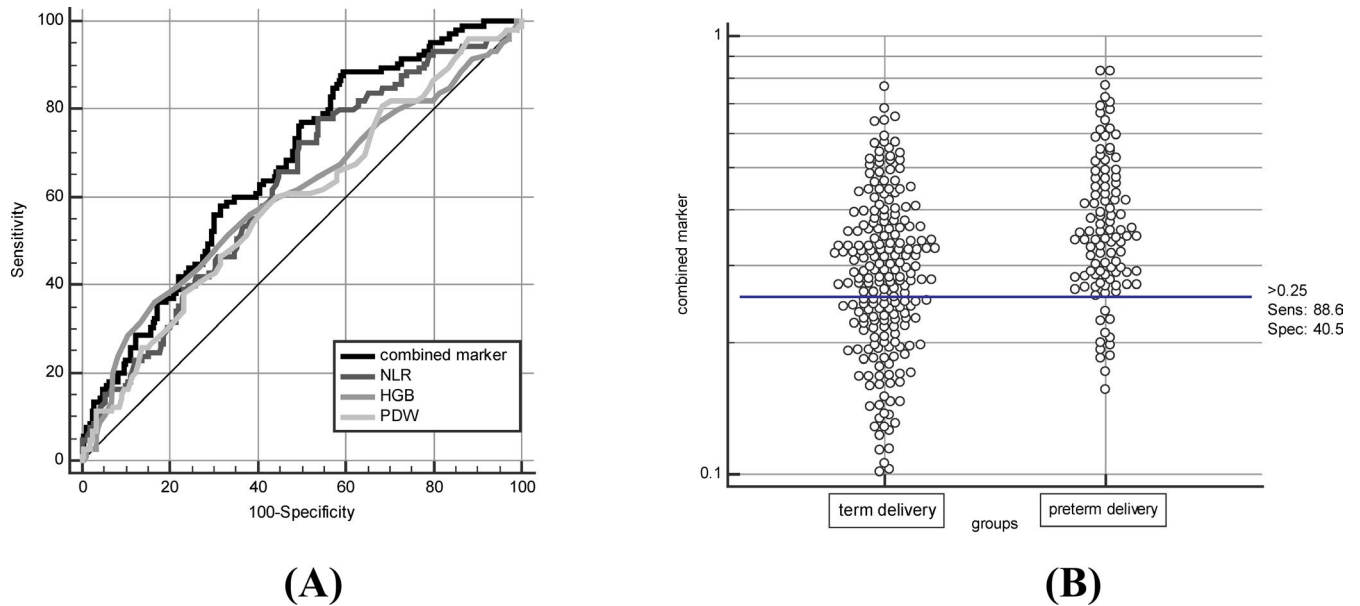 100
80
60
40
20
0
Sensitivity
0 20 40 60 80 100
100-Specificity
combined marker
NLR
HGB
PDW
(A)
1
0.1
combined marker
>0.25
Sens: 88.6
Spec: 40.5
term delivery
preterm delivery
groups
(B)